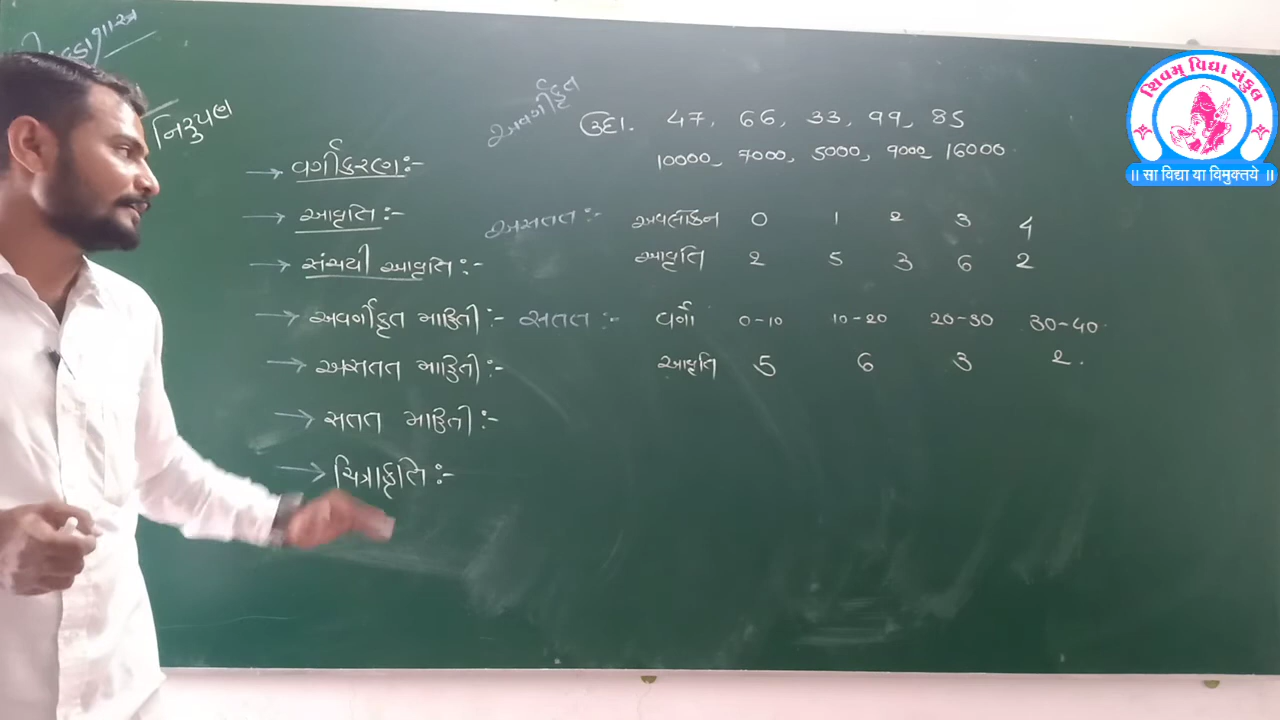 નિરૂપણ
અવર્ગીકૃત
ઉદા. 47, 66, 33, 99, 85
10000, 7000, 5000, 9000, 16000
→ વર્ગીકરણ :-
→ આવૃતિ :-
અસતત :- અવલોકન 0 1 2 3 4
આવૃતિ 2 5 3 6 2
→ સંચયી આવૃતિ :-
→ અવર્ગીકૃત માહિતી :-
સતત :- વર્ગો 0-10 10-20 20-30 30-40
આવૃતિ 5 6 3 2.
→ અસતત માહિતી :-
→ સતત માહિતી :-
→ ચિત્રાકૃતિ :-
શિવમ્ વિદ્યા સંકુલ
॥ सा विद्या या विमुक्तये ॥